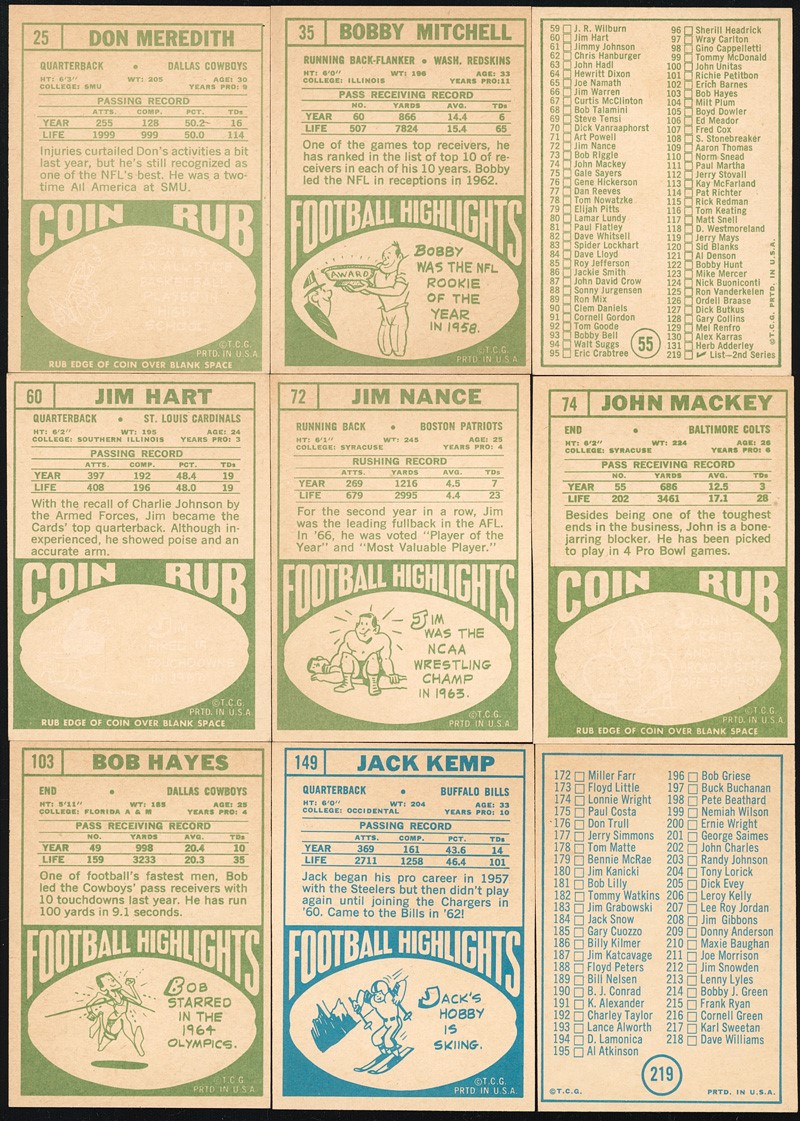 25 DON MEREDITH
QUARTERBACK • DALLAS COWBOYS
HT: 6'3" WT: 205 AGE: 30
COLLEGE: SMU YEARS PRO: 9
PASSING RECORD
ATTS. COMP. PCT. TDs
YEAR 255 128 50.2 16
LIFE 1999 999 50.0 114
Injuries curtailed Don's activities a bit
last year, but he's still recognized as
one of the NFL's best. He was a two-
time All America at SMU.
COIN RUB
©T.C.G.
PRTD. IN U.S.A.
RUB EDGE OF COIN OVER BLANK SPACE
35 BOBBY MITCHELL
RUNNING BACK-FLANKER • WASH. REDSKINS
HT: 6'0" WT: 196 AGE: 33
COLLEGE: ILLINOIS YEARS PRO: 11
PASS RECEIVING RECORD
NO. YARDS AVG. TDs
YEAR 60 866 14.4 6
LIFE 507 7824 15.4 65
One of the games top receivers, he
has ranked in the list of top 10 of re-
ceivers in each of his 10 years. Bobby
led the NFL in receptions in 1962.
FOOTBALL HIGHLIGHTS
AWARD
BOBBY
WAS THE NFL
ROOKIE
OF THE
YEAR
IN 1958.
©T.C.G.
PRTD. IN U.S.A.
59 J. R. Wilburn
60 Jim Hart
61 Jimmy Johnson
62 Chris Hanburger
63 John Hadl
64 Hewritt Dixon
65 Joe Namath
66 Jim Warren
67 Curtis McClinton
68 Bob Talamini
69 Steve Tensi
70 Dick Vanraaphorst
71 Art Powell
72 Jim Nance
73 Bob Riggle
74 John Mackey
75 Gale Sayers
76 Gene Hickerson
77 Dan Reeves
78 Tom Nowatzke
79 Elijah Pitts
80 Lamar Lundy
81 Paul Flatley
82 Dave Whitsell
83 Spider Lockhart
84 Dave Lloyd
85 Roy Jefferson
86 Jackie Smith
87 John David Crow
88 Sonny Jurgensen
89 Ron Mix
90 Clem Daniels
91 Cornell Gordon
92 Tom Goode
93 Bobby Bell
94 Walt Suggs
95 Eric Crabtree
96 Sherill Headrick
97 Wray Carlton
98 Gino Cappelletti
99 Tommy McDonald
100 John Unitas
101 Richie Petitbon
102 Erich Barnes
103 Bob Hayes
104 Milt Plum
105 Boyd Dowler
106 Ed Meador
107 Fred Cox
108 S. Stonebreaker
109 Aaron Thomas
110 Norm Snead
111 Paul Martha
112 Jerry Stovall
113 Kay McFarland
114 Pat Richter
115 Rick Redman
116 Tom Keating
117 Matt Snell
118 D. Westmoreland
119 Jerry Mays
120 Sid Blanks
121 Al Denson
122 Bobby Hunt
123 Mike Mercer
124 Nick Buoniconti
125 Ron Vanderkelen
126 Ordell Braase
127 Dick Butkus
128 Gary Collins
129 Mel Renfro
130 Alex Karras
131 Herb Adderley
219 ✓ List—2nd Series
55
©T.C.G. PRTD. IN U.S.A.
60 JIM HART
QUARTERBACK • ST. LOUIS CARDINALS
HT: 6'2" WT: 195 AGE: 24
COLLEGE: SOUTHERN ILLINOIS YEARS PRO: 3
PASSING RECORD
ATTS. COMP. PCT. TDs
YEAR 397 192 48.4 19
LIFE 408 196 48.0 19
With the recall of Charlie Johnson by
the Armed Forces, Jim became the
Cards' top quarterback. Although in-
experienced, he showed poise and an
accurate arm.
COIN RUB
©T.C.G.
PRTD. IN U.S.A.
RUB EDGE OF COIN OVER BLANK SPACE
72 JIM NANCE
RUNNING BACK • BOSTON PATRIOTS
HT: 6'1" WT: 245 AGE: 25
COLLEGE: SYRACUSE YEARS PRO: 4
RUSHING RECORD
ATTS. YARDS AVG. TDs
YEAR 269 1216 4.5 7
LIFE 679 2995 4.4 23
For the second year in a row, Jim
was the leading fullback in the AFL.
In '66, he was voted "Player of the
Year" and "Most Valuable Player."
FOOTBALL HIGHLIGHTS
JIM
WAS THE
NCAA
WRESTLING
CHAMP
IN 1963.
©T.C.G.
PRTD. IN U.S.A.
74 JOHN MACKEY
END • BALTIMORE COLTS
HT: 6'2" WT: 224 AGE: 26
COLLEGE: SYRACUSE YEARS PRO: 6
PASS RECEIVING RECORD
NO. YARDS AVG. TDs
YEAR 55 686 12.5 3
LIFE 202 3461 17.1 28
Besides being one of the toughest
ends in the business, John is a bone-
jarring blocker. He has been picked
to play in 4 Pro Bowl games.
COIN RUB
©T.C.G.
PRTD. IN U.S.A.
RUB EDGE OF COIN OVER BLANK SPACE
103 BOB HAYES
END • DALLAS COWBOYS
HT: 5'11" WT: 185 AGE: 25
COLLEGE: FLORIDA A & M YEARS PRO: 4
PASS RECEIVING RECORD
NO. YARDS AVG. TDs
YEAR 49 998 20.4 10
LIFE 159 3233 20.3 35
One of football's fastest men, Bob
led the Cowboys' pass receivers with
10 touchdowns last year. He has run
100 yards in 9.1 seconds.
FOOTBALL HIGHLIGHTS
BOB
STARRED
IN THE
1964
OLYMPICS.
©T.C.G.
PRTD. IN U.S.A.
149 JACK KEMP
QUARTERBACK • BUFFALO BILLS
HT: 6'0" WT: 204 AGE: 33
COLLEGE: OCCIDENTAL YEARS PRO: 10
PASSING RECORD
ATTS. COMP. AVG. TDs
YEAR 369 161 43.6 14
LIFE 2711 1258 46.4 101
Jack began his pro career in 1957
with the Steelers but then didn't play
again until joining the Chargers in
'60. Came to the Bills in '62!
FOOTBALL HIGHLIGHTS
JACK'S
HOBBY
IS
SKIING.
©T.C.G.
PRTD. IN U.S.A.
172 Miller Farr
173 Floyd Little
174 Lonnie Wright
175 Paul Costa
176 Don Trull
177 Jerry Simmons
178 Tom Matte
179 Bennie McRae
180 Jim Kanicki
181 Bob Lilly
182 Tommy Watkins
183 Jim Grabowski
184 Jack Snow
185 Gary Cuozzo
186 Billy Kilmer
187 Jim Katcavage
188 Floyd Peters
189 Bill Nelsen
190 B. J. Conrad
191 K. Alexander
192 Charley Taylor
193 Lance Alworth
194 D. Lamonica
195 Al Atkinson
196 Bob Griese
197 Buck Buchanan
198 Pete Beathard
199 Nemiah Wilson
200 Ernie Wright
201 George Saimes
202 John Charles
203 Randy Johnson
204 Tony Lorick
205 Dick Evey
206 Leroy Kelly
207 Lee Roy Jordan
208 Jim Gibbons
209 Donny Anderson
210 Maxie Baughan
211 Joe Morrison
212 Jim Snowden
213 Lenny Lyles
214 Bobby J. Green
215 Frank Ryan
216 Cornell Green
217 Karl Sweetan
218 Dave Williams
219
©T.C.G. PRTD. IN U.S.A.